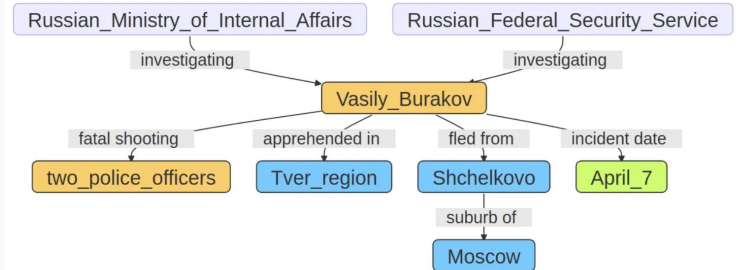 Russian_Ministry_of_Internal_Affairs
Russian_Federal_Security_Service
investigating
investigating
Vasily_Burakov
fatal shooting
apprehended in
fled from
incident date
two_police_officers
Tver_region
Shchelkovo
April_7
suburb of
Moscow